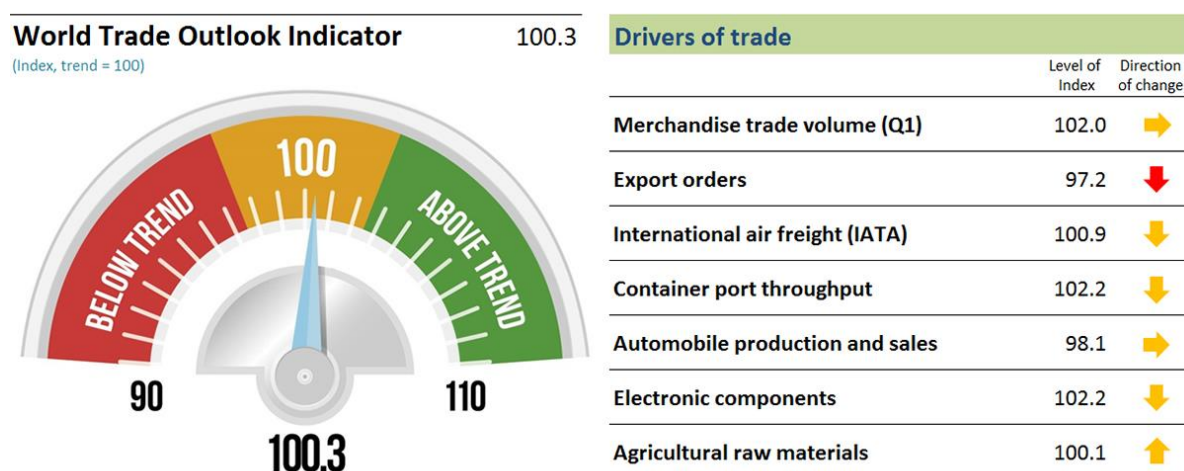 World Trade Outlook Indicator 100.3
(Index, trend = 100)
BELOW TREND
100
ABOVE TREND
90
110
100.3
Drivers of trade
Level of Index
Direction of change
Merchandise trade volume (Q1) 102.0
Export orders 97.2
International air freight (IATA) 100.9
Container port throughput 102.2
Automobile production and sales 98.1
Electronic components 102.2
Agricultural raw materials 100.1